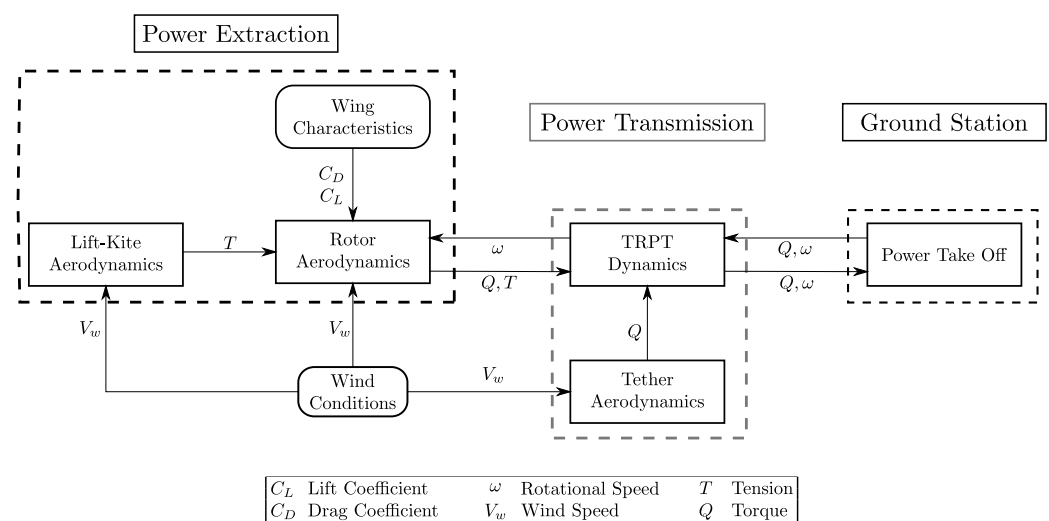 Power Extraction
Wing
Characteristics
Power Transmission
Ground Station
C_D
C_L
Lift-Kite
Aerodynamics
T
Rotor
Aerodynamics
ω
Q, T
TRPT
Dynamics
Q, ω
Q, ω
Power Take Off
V_w
V_w
Q
Wind
Conditions
V_w
Tether
Aerodynamics
C_L Lift Coefficient ω Rotational Speed T Tension
C_D Drag Coefficient V_w Wind Speed Q Torque